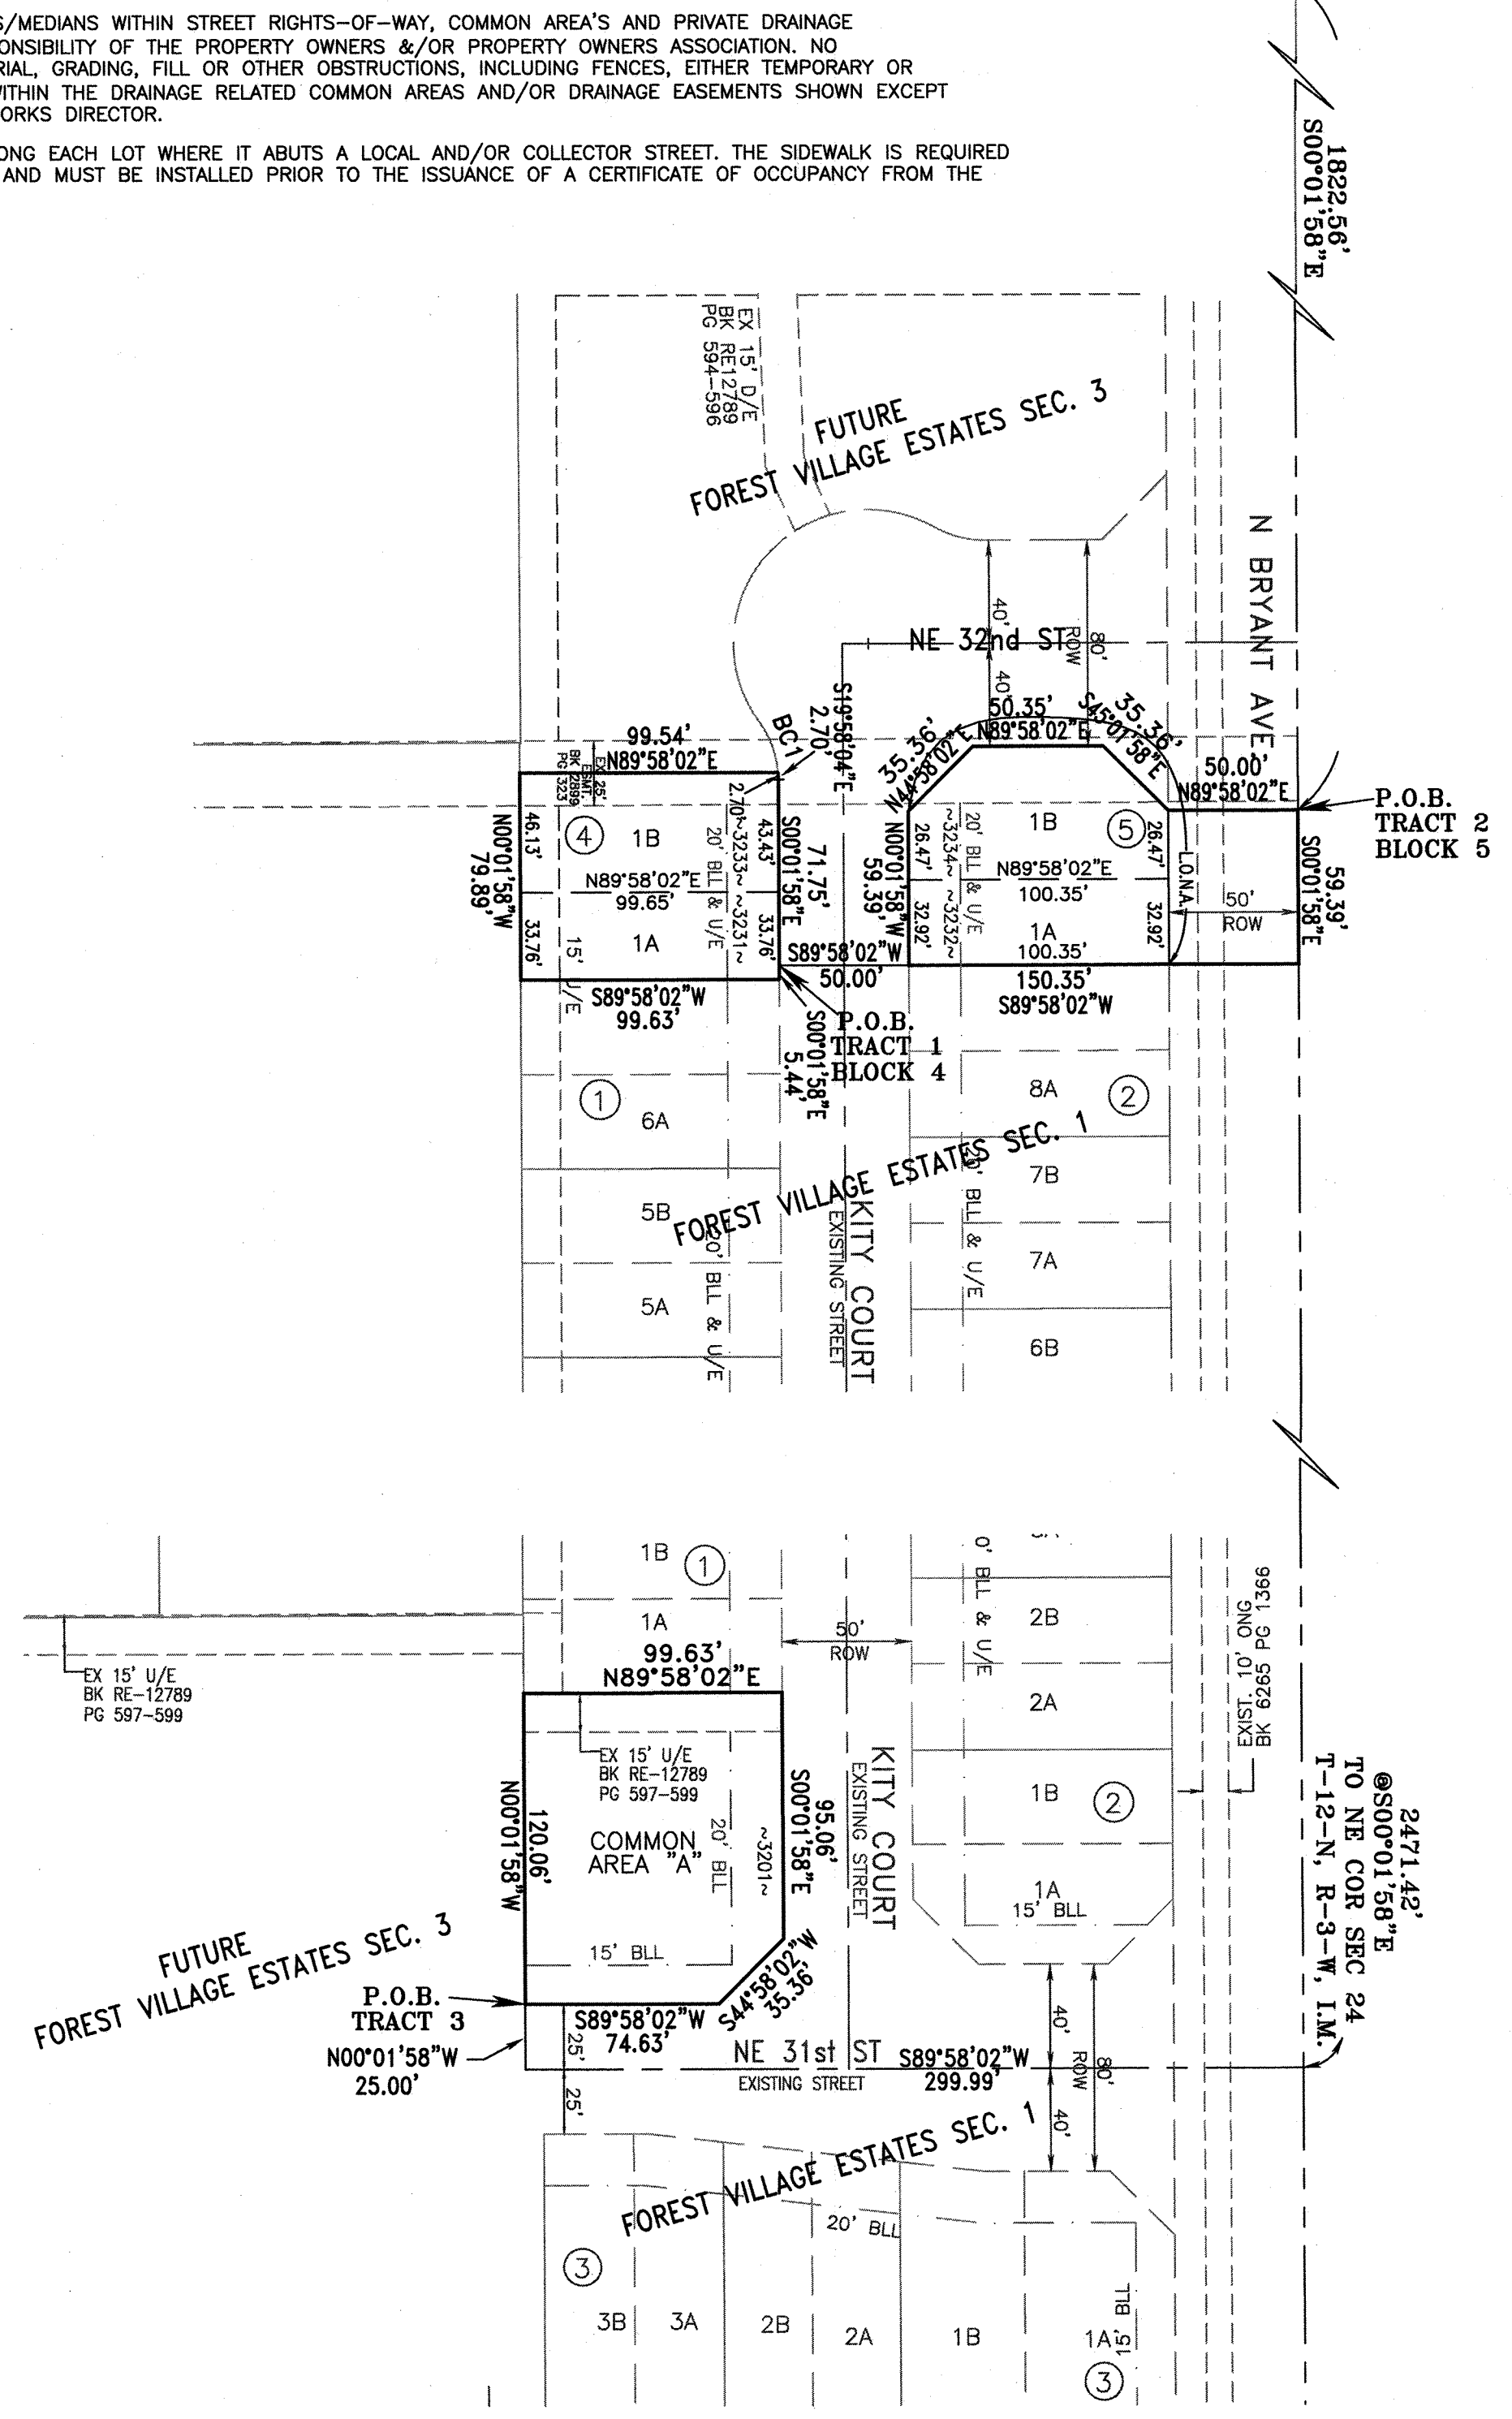 S/MEDIANS WITHIN STREET RIGHTS-OF-WAY, COMMON AREA'S AND PRIVATE DRAINAGE
ONSIBILITY OF THE PROPERTY OWNERS &/OR PROPERTY OWNERS ASSOCIATION. NO
RIAL, GRADING, FILL OR OTHER OBSTRUCTIONS, INCLUDING FENCES, EITHER TEMPORARY OR
VITHIN THE DRAINAGE RELATED COMMON AREAS AND/OR DRAINAGE EASEMENTS SHOWN EXCEPT
ORKS DIRECTOR.
ONG EACH LOT WHERE IT ABUTS A LOCAL AND/OR COLLECTOR STREET. THE SIDEWALK IS REQUIRED
AND MUST BE INSTALLED PRIOR TO THE ISSUANCE OF A CERTIFICATE OF OCCUPANCY FROM THE
1822.56'
S00°01'58"E
EX 15' D/E
BK RE12789
PG 594-596
FUTURE
FOREST VILLAGE ESTATES SEC. 3
N BRYANT AVE.
40'
80'
ROW
NE 32nd ST
40'
S19°58'04"E
2.70'
BC1
50.35'
N89°58'02"E
35.36'
S45°01'58"E
35.36'
N44°58'02"E
50.00'
N89°58'02"E
P.O.B.
TRACT 2
BLOCK 5
99.54'
N89°58'02"E
EX 25'
ESMT.
BK 2899
PG 323
2.70'
46.13'
4
1B
20' BLL & U/E
~3233~
43.43'
S00°01'58"E
71.75'
N00°01'58"W
79.89'
N89°58'02"E
99.65'
33.76'
15' U/E
1A
~3231~
33.76'
N00°01'58"W
59.39'
26.47'
~3234~
20' BLL & U/E
1B
5
26.47'
L.O.N.A.
N89°58'02"E
100.35'
32.92'
~3232~
1A
100.35'
32.92'
50'
ROW
59.39'
S00°01'58"E
S89°58'02"W
50.00'
150.35'
S89°58'02"W
S89°58'02"W
99.63'
P.O.B.
TRACT 1
BLOCK 4
S00°01'58"E
5.44'
1
6A
5B
5A
20' BLL & U/E
8A
2
7B
7A
6B
20' BLL & U/E
FOREST VILLAGE ESTATES SEC. 1
KITY COURT
EXISTING STREET
1B
1
1A
50'
ROW
0' BLL & U/E
2B
2A
1B
2
1A
15' BLL
EXIST. 10' ONG
BK 6265 PG 1366
EX 15' U/E
BK RE-12789
PG 597-599
99.63'
N89°58'02"E
EX 15' U/E
BK RE-12789
PG 597-599
N00°01'58"W
120.06'
COMMON
AREA "A"
20' BLL
~3201~
S00°01'58"E
95.06'
15' BLL
KITY COURT
EXISTING STREET
2471.42'
@S00°01'58"E
TO NE COR SEC 24
T-12-N, R-3-W, I.M.
FUTURE
FOREST VILLAGE ESTATES SEC. 3
P.O.B.
TRACT 3
N00°01'58"W
25.00'
S89°58'02"W
74.63'
S44°58'02"W
35.36'
25'
25'
NE 31st ST
EXISTING STREET
S89°58'02"W
299.99'
40'
80'
ROW
40'
FOREST VILLAGE ESTATES SEC. 1
20' BLL
3
3B
3A
2B
2A
1B
1A
15' BLL
3